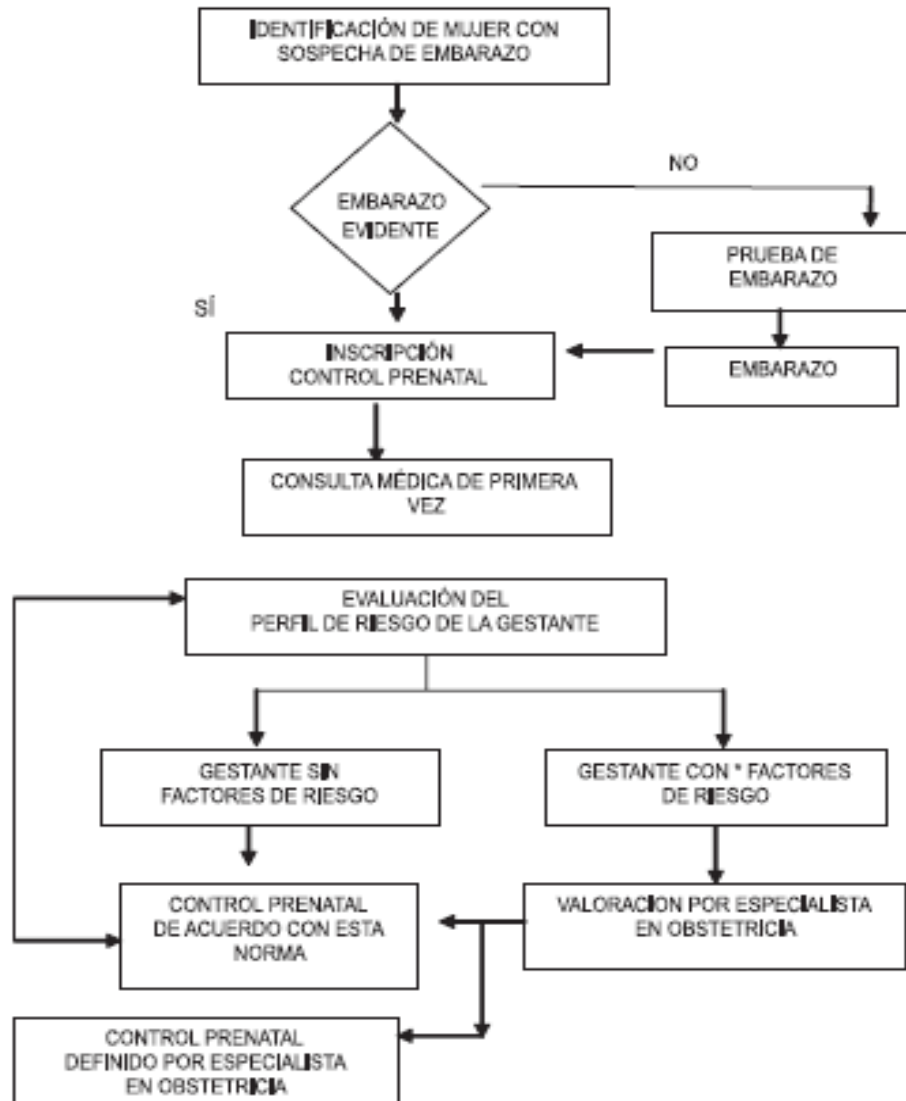 IDENTIFICACIÓN DE MUJER CON
SOSPECHA DE EMBARAZO
NO
EMBARAZO
EVIDENTE
PRUEBA DE
EMBARAZO
SÍ
INSCRIPCIÓN
CONTROL PRENATAL
EMBARAZO
CONSULTA MÉDICA DE PRIMERA
VEZ
EVALUACIÓN DEL
PERFIL DE RIESGO DE LA GESTANTE
GESTANTE SIN
FACTORES DE RIESGO
GESTANTE CON * FACTORES
DE RIESGO
CONTROL PRENATAL
DE ACUERDO CON ESTA
NORMA
VALORACION POR ESPECIALISTA
EN OBSTETRICIA
CONTROL PRENATAL
DEFINIDO POR ESPECIALISTA
EN OBSTETRICIA